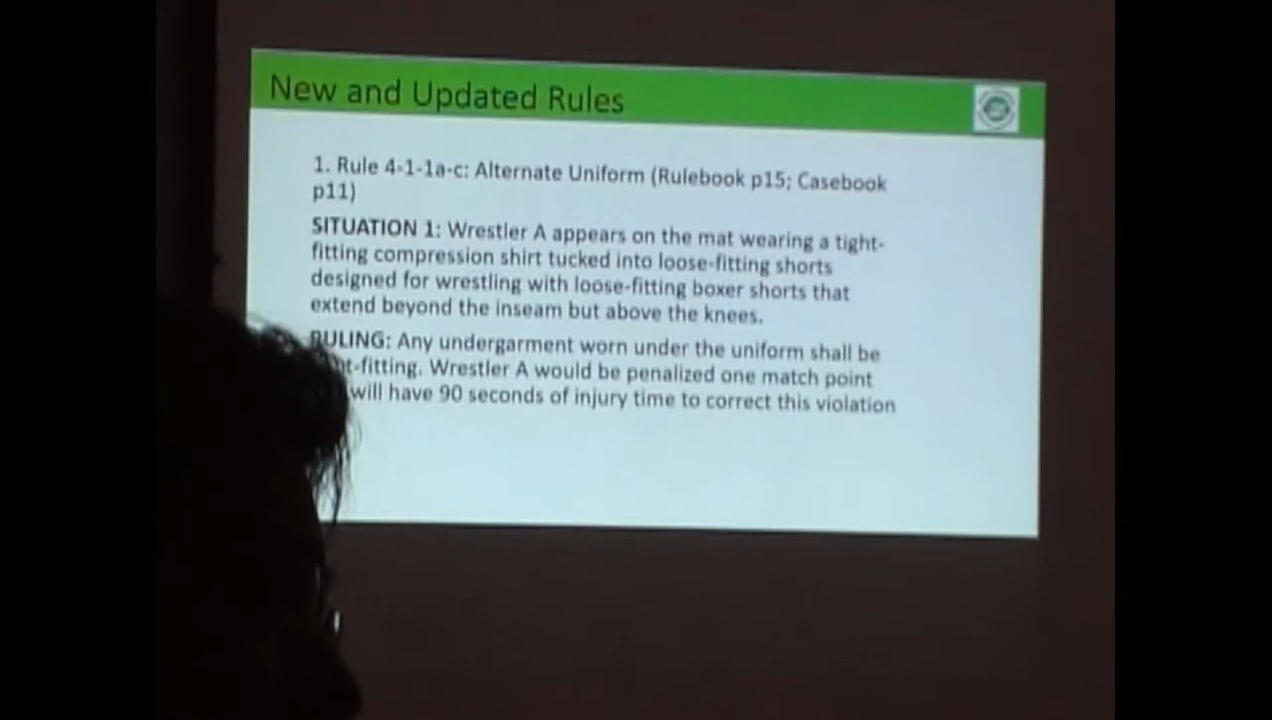 New and Updated Rules
1. Rule 4-1-1a-c: Alternate Uniform (Rulebook p15; Casebook
p11)
SITUATION 1: Wrestler A appears on the mat wearing a tight-
fitting compression shirt tucked into loose-fitting shorts
designed for wrestling with loose-fitting boxer shorts that
extend beyond the inseam but above the knees.
RULING: Any undergarment worn under the uniform shall be
ht-fitting. Wrestler A would be penalized one match point
will have 90 seconds of injury time to correct this violation